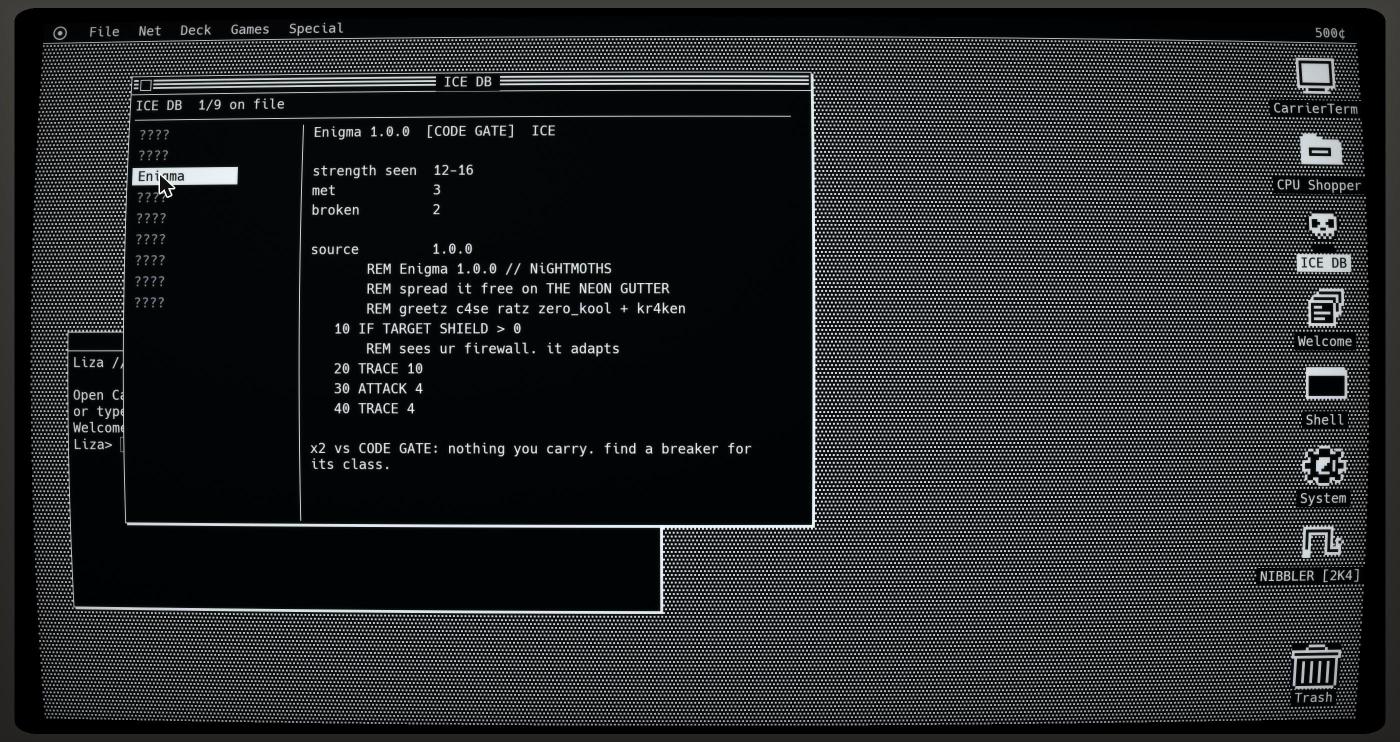 File Net Deck Games Special
500¢
ICE DB
ICE DB 1/9 on file
????
????
Enigma
????
????
????
????
????
????
Enigma 1.0.0 [CODE GATE] ICE
strength seen 12-16
met 3
broken 2
source 1.0.0
REM Enigma 1.0.0 // NiGHTMOTHS
REM spread it free on THE NEON GUTTER
REM greetz c4se ratz zero_kool + kr4ken
10 IF TARGET SHIELD > 0
REM sees ur firewall. it adapts
20 TRACE 10
30 ATTACK 4
40 TRACE 4
x2 vs CODE GATE: nothing you carry. find a breaker for
its class.
Liza //
Open Ca
or type
Welcome
Liza>
CarrierTerm
CPU Shopper
ICE DB
Welcome
Shell
System
NIBBLER [2K4]
Trash